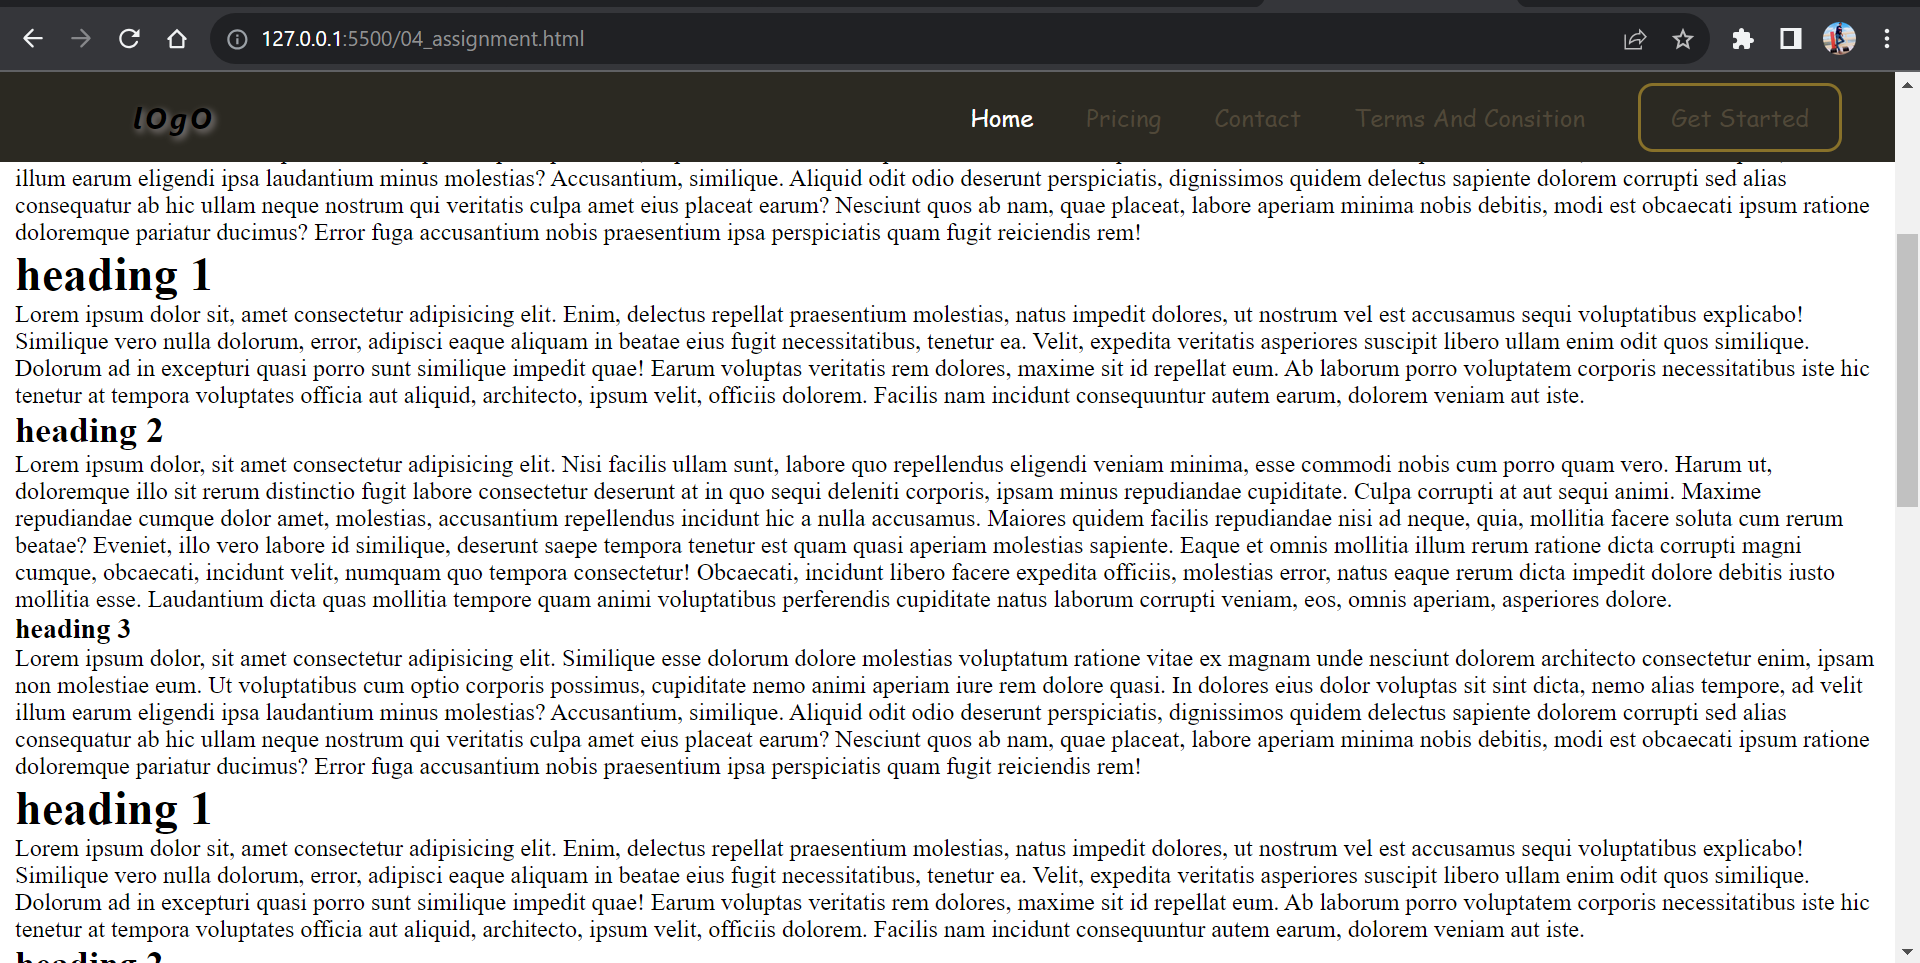 127.0.0.1:5500/04_assignment.html
lOgO
Home
Pricing
Contact
Terms And Consition
Get Started
illum earum eligendi ipsa laudantium minus molestias? Accusantium, similique. Aliquid odit odio deserunt perspiciatis, dignissimos quidem delectus sapiente dolorem corrupti sed alias
consequatur ab hic ullam neque nostrum qui veritatis culpa amet eius placeat earum? Nesciunt quos ab nam, quae placeat, labore aperiam minima nobis debitis, modi est obcaecati ipsum ratione
doloremque pariatur ducimus? Error fuga accusantium nobis praesentium ipsa perspiciatis quam fugit reiciendis rem!
heading 1
Lorem ipsum dolor sit, amet consectetur adipisicing elit. Enim, delectus repellat praesentium molestias, natus impedit dolores, ut nostrum vel est accusamus sequi voluptatibus explicabo!
Similique vero nulla dolorum, error, adipisci eaque aliquam in beatae eius fugit necessitatibus, tenetur ea. Velit, expedita veritatis asperiores suscipit libero ullam enim odit quos similique.
Dolorum ad in excepturi quasi porro sunt similique impedit quae! Earum voluptas veritatis rem dolores, maxime sit id repellat eum. Ab laborum porro voluptatem corporis necessitatibus iste hic
tenetur at tempora voluptates officia aut aliquid, architecto, ipsum velit, officiis dolorem. Facilis nam incidunt consequuntur autem earum, dolorem veniam aut iste.
heading 2
Lorem ipsum dolor, sit amet consectetur adipisicing elit. Nisi facilis ullam sunt, labore quo repellendus eligendi veniam minima, esse commodi nobis cum porro quam vero. Harum ut,
doloremque illo sit rerum distinctio fugit labore consectetur deserunt at in quo sequi deleniti corporis, ipsam minus repudiandae cupiditate. Culpa corrupti at aut sequi animi. Maxime
repudiandae cumque dolor amet, molestias, accusantium repellendus incidunt hic a nulla accusamus. Maiores quidem facilis repudiandae nisi ad neque, quia, mollitia facere soluta cum rerum
beatae? Eveniet, illo vero labore id similique, deserunt saepe tempora tenetur est quam quasi aperiam molestias sapiente. Eaque et omnis mollitia illum rerum ratione dicta corrupti magni
cumque, obcaecati, incidunt velit, numquam quo tempora consectetur! Obcaecati, incidunt libero facere expedita officiis, molestias error, natus eaque rerum dicta impedit dolore debitis iusto
mollitia esse. Laudantium dicta quas mollitia tempore quam animi voluptatibus perferendis cupiditate natus laborum corrupti veniam, eos, omnis aperiam, asperiores dolore.
heading 3
Lorem ipsum dolor, sit amet consectetur adipisicing elit. Similique esse dolorum dolore molestias voluptatum ratione vitae ex magnam unde nesciunt dolorem architecto consectetur enim, ipsam
non molestiae eum. Ut voluptatibus cum optio corporis possimus, cupiditate nemo animi aperiam iure rem dolore quasi. In dolores eius dolor voluptas sit sint dicta, nemo alias tempore, ad velit
illum earum eligendi ipsa laudantium minus molestias? Accusantium, similique. Aliquid odit odio deserunt perspiciatis, dignissimos quidem delectus sapiente dolorem corrupti sed alias
consequatur ab hic ullam neque nostrum qui veritatis culpa amet eius placeat earum? Nesciunt quos ab nam, quae placeat, labore aperiam minima nobis debitis, modi est obcaecati ipsum ratione
doloremque pariatur ducimus? Error fuga accusantium nobis praesentium ipsa perspiciatis quam fugit reiciendis rem!
heading 1
Lorem ipsum dolor sit, amet consectetur adipisicing elit. Enim, delectus repellat praesentium molestias, natus impedit dolores, ut nostrum vel est accusamus sequi voluptatibus explicabo!
Similique vero nulla dolorum, error, adipisci eaque aliquam in beatae eius fugit necessitatibus, tenetur ea. Velit, expedita veritatis asperiores suscipit libero ullam enim odit quos similique.
Dolorum ad in excepturi quasi porro sunt similique impedit quae! Earum voluptas veritatis rem dolores, maxime sit id repellat eum. Ab laborum porro voluptatem corporis necessitatibus iste hic
tenetur at tempora voluptates officia aut aliquid, architecto, ipsum velit, officiis dolorem. Facilis nam incidunt consequuntur autem earum, dolorem veniam aut iste.
heading 2